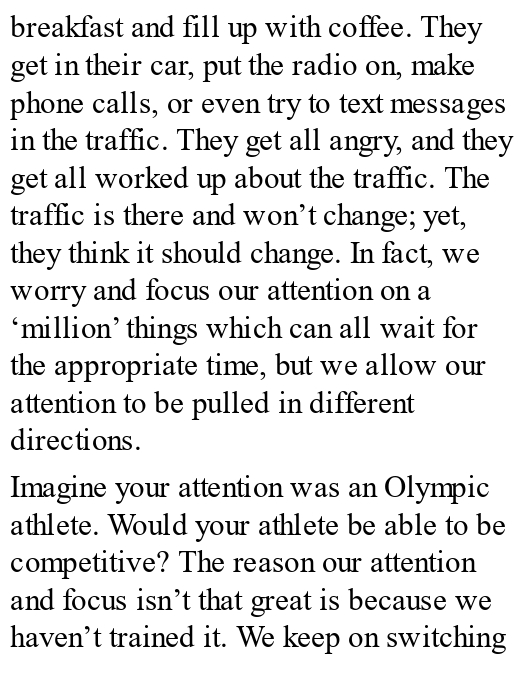 breakfast and fill up with coffee. They
get in their car, put the radio on, make
phone calls, or even try to text messages
in the traffic. They get all angry, and they
get all worked up about the traffic. The
traffic is there and won’t change; yet,
they think it should change. In fact, we
worry and focus our attention on a
‘million’ things which can all wait for
the appropriate time, but we allow our
attention to be pulled in different
directions.
Imagine your attention was an Olympic
athlete. Would your athlete be able to be
competitive? The reason our attention
and focus isn’t that great is because we
haven’t trained it. We keep on switching